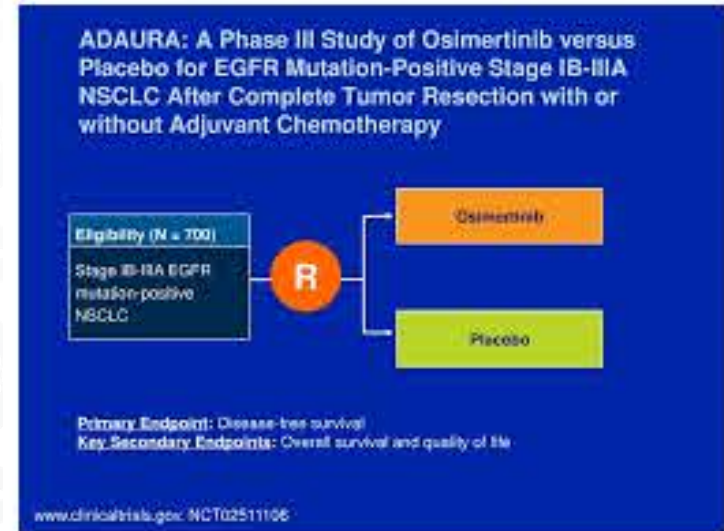 ADAURA: A Phase III Study of Osimertinib versus
Placebo for EGFR Mutation-Positive Stage IB-IIIA
NSCLC After Complete Tumor Resection with or
without Adjuvant Chemotherapy
Eligibility (N = 700)
Stage IB-IIIA EGFR
mutation-positive
NSCLC
R
Osimertinib
Placebo
Primary Endpoint: Disease-free survival
Key Secondary Endpoints: Overall survival and quality of life
www.clinicaltrials.gov. NCT02511106